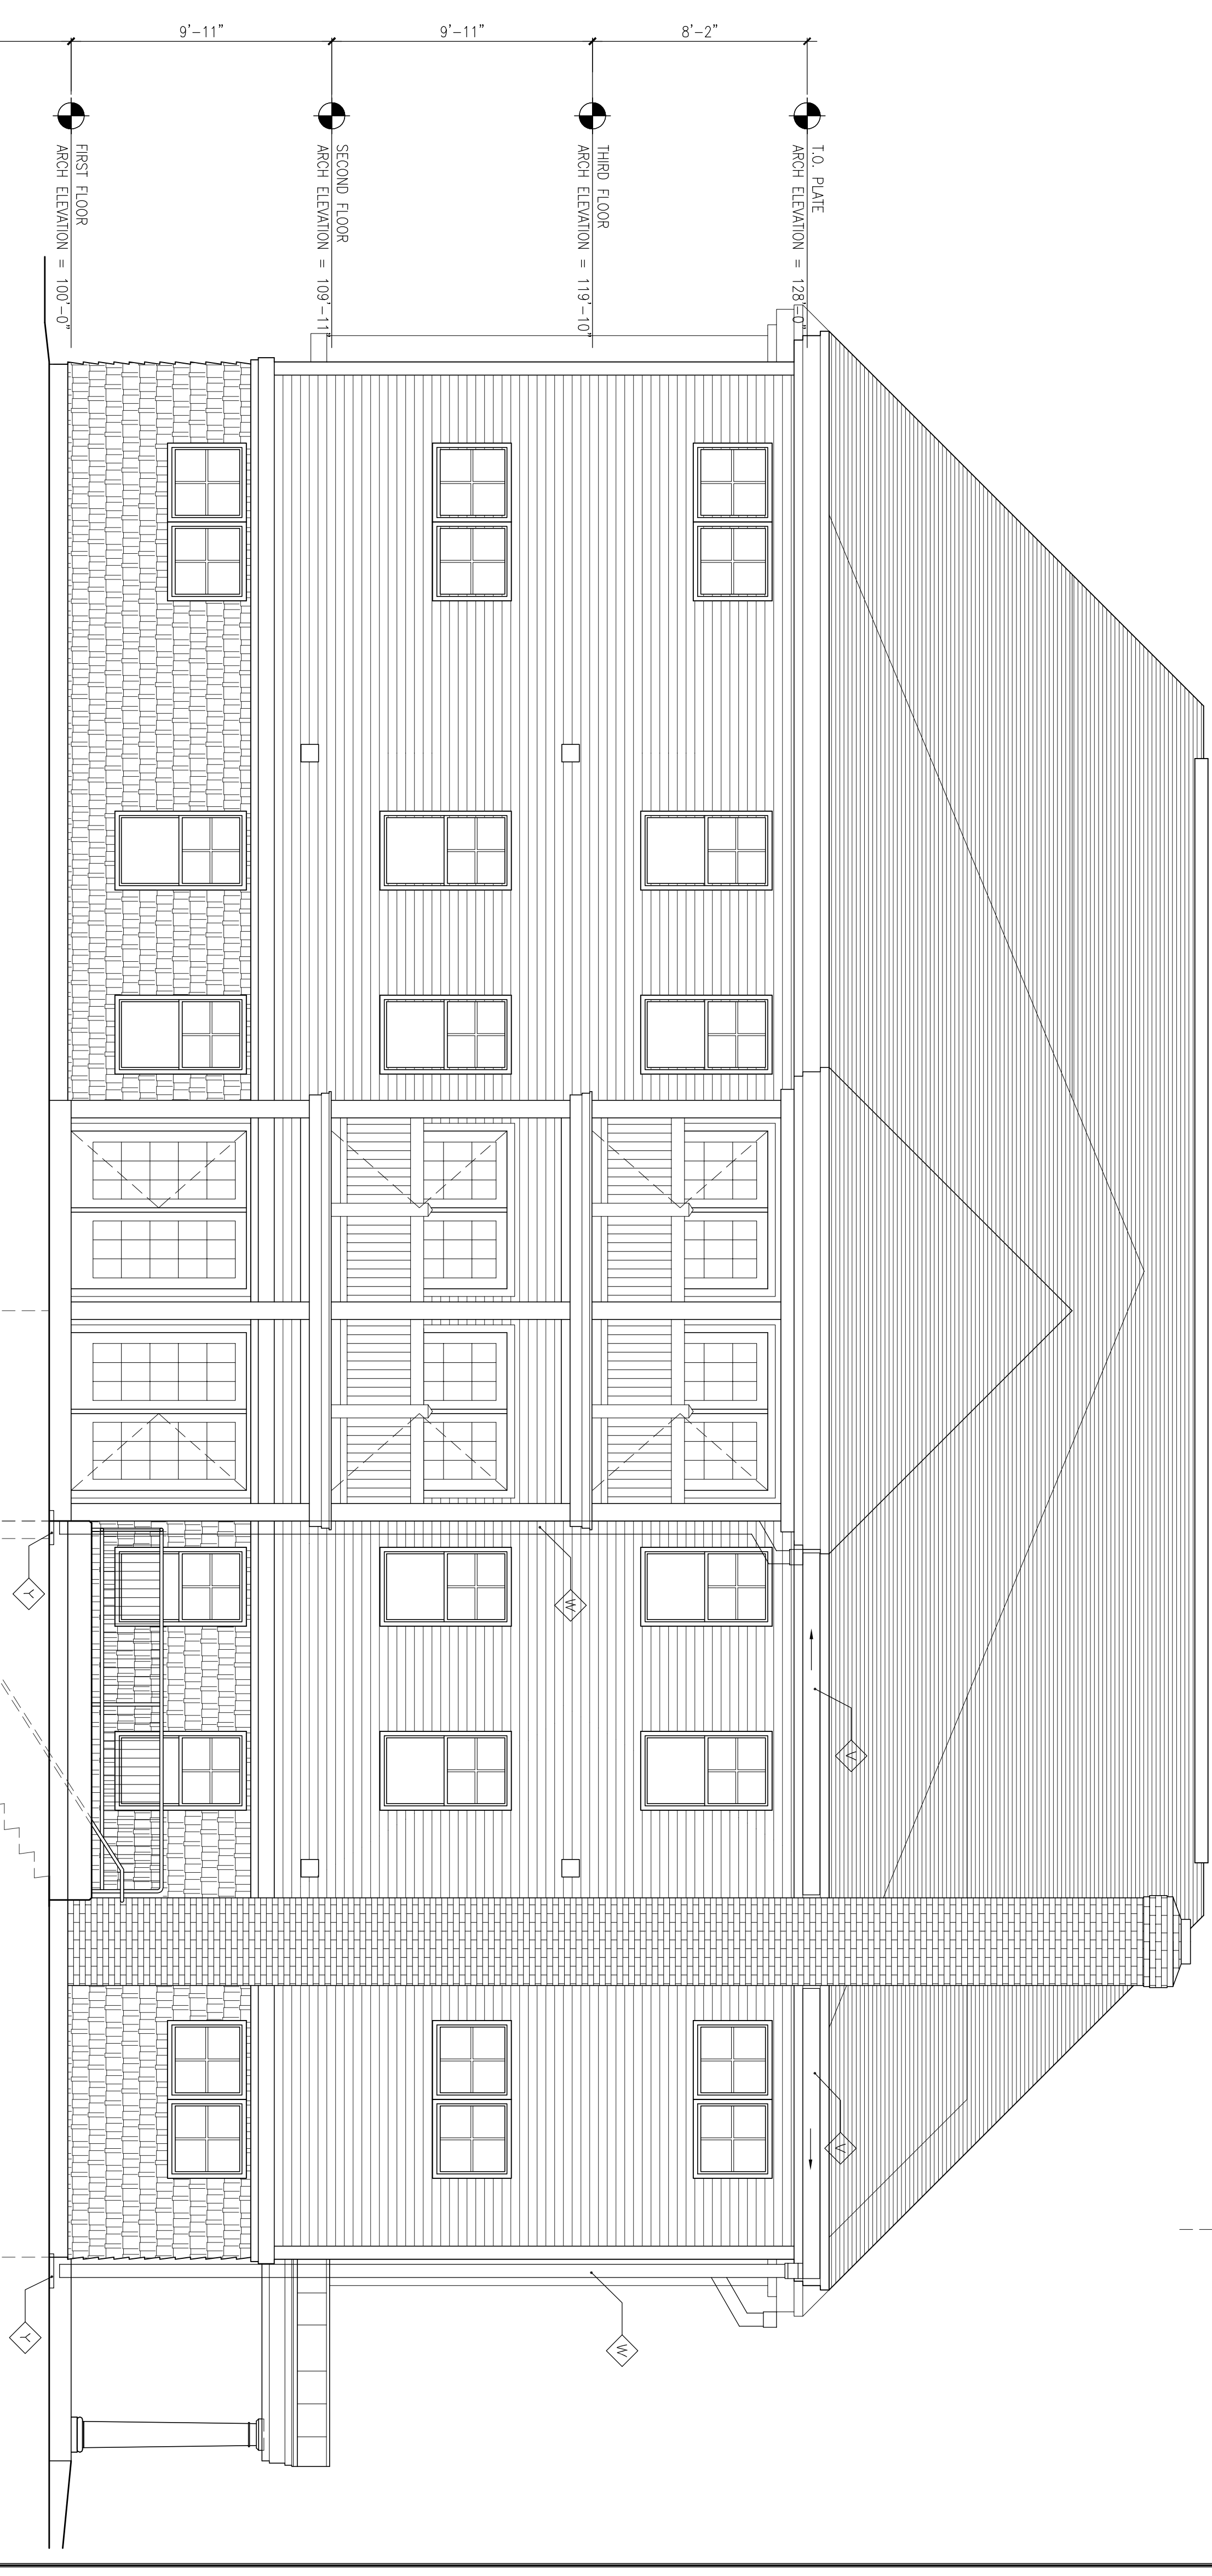 8'-2"
9'-11"
9'-11"
T.O. PLATE
ARCH ELEVATION = 128'-0"
THIRD FLOOR
ARCH ELEVATION = 119'-10"
SECOND FLOOR
ARCH ELEVATION = 109'-11"
FIRST FLOOR
ARCH ELEVATION = 100'-0"
V
V
W
W
Y
Y